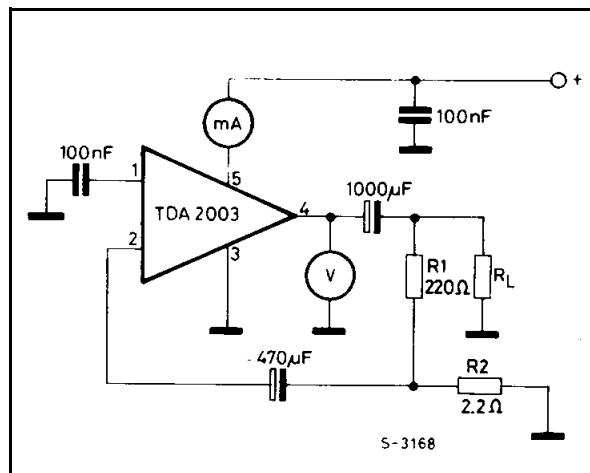 mA
+
100nF
100nF
1
5
1000µF
TDA 2003
4
2
3
V
R1
220Ω
RL
470µF
R2
2.2Ω
S-3168